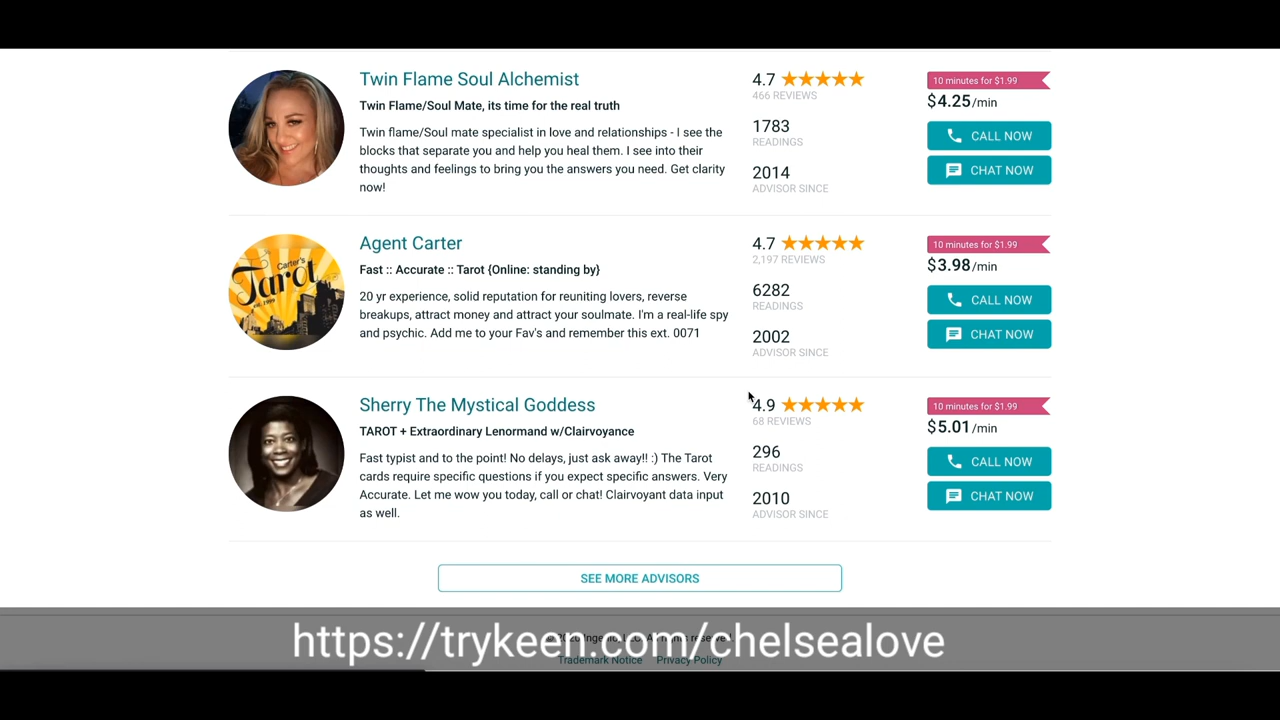 Twin Flame Soul Alchemist
Twin Flame/Soul Mate, its time for the real truth
Twin flame/Soul mate specialist in love and relationships - I see the
blocks that separate you and help you heal them. I see into their
thoughts and feelings to bring you the answers you need. Get clarity
now!
4.7
466 REVIEWS
1783
READINGS
2014
ADVISOR SINCE
10 minutes for $1.99
$4.25/min
CALL NOW
CHAT NOW
Carter's
Tarot
est. 1999
Agent Carter
Fast :: Accurate :: Tarot {Online: standing by}
20 yr experience, solid reputation for reuniting lovers, reverse
breakups, attract money and attract your soulmate. I'm a real-life spy
and psychic. Add me to your Fav's and remember this ext. 0071
4.7
2,197 REVIEWS
6282
READINGS
2002
ADVISOR SINCE
10 minutes for $1.99
$3.98/min
CALL NOW
CHAT NOW
Sherry The Mystical Goddess
TAROT + Extraordinary Lenormand w/Clairvoyance
Fast typist and to the point! No delays, just ask away!! :) The Tarot
cards require specific questions if you expect specific answers. Very
Accurate. Let me wow you today, call or chat! Clairvoyant data input
as well.
4.9
68 REVIEWS
296
READINGS
2010
ADVISOR SINCE
10 minutes for $1.99
$5.01/min
CALL NOW
CHAT NOW
SEE MORE ADVISORS
https://trykeen.com/chelsealove
Trademark Notice Privacy Policy